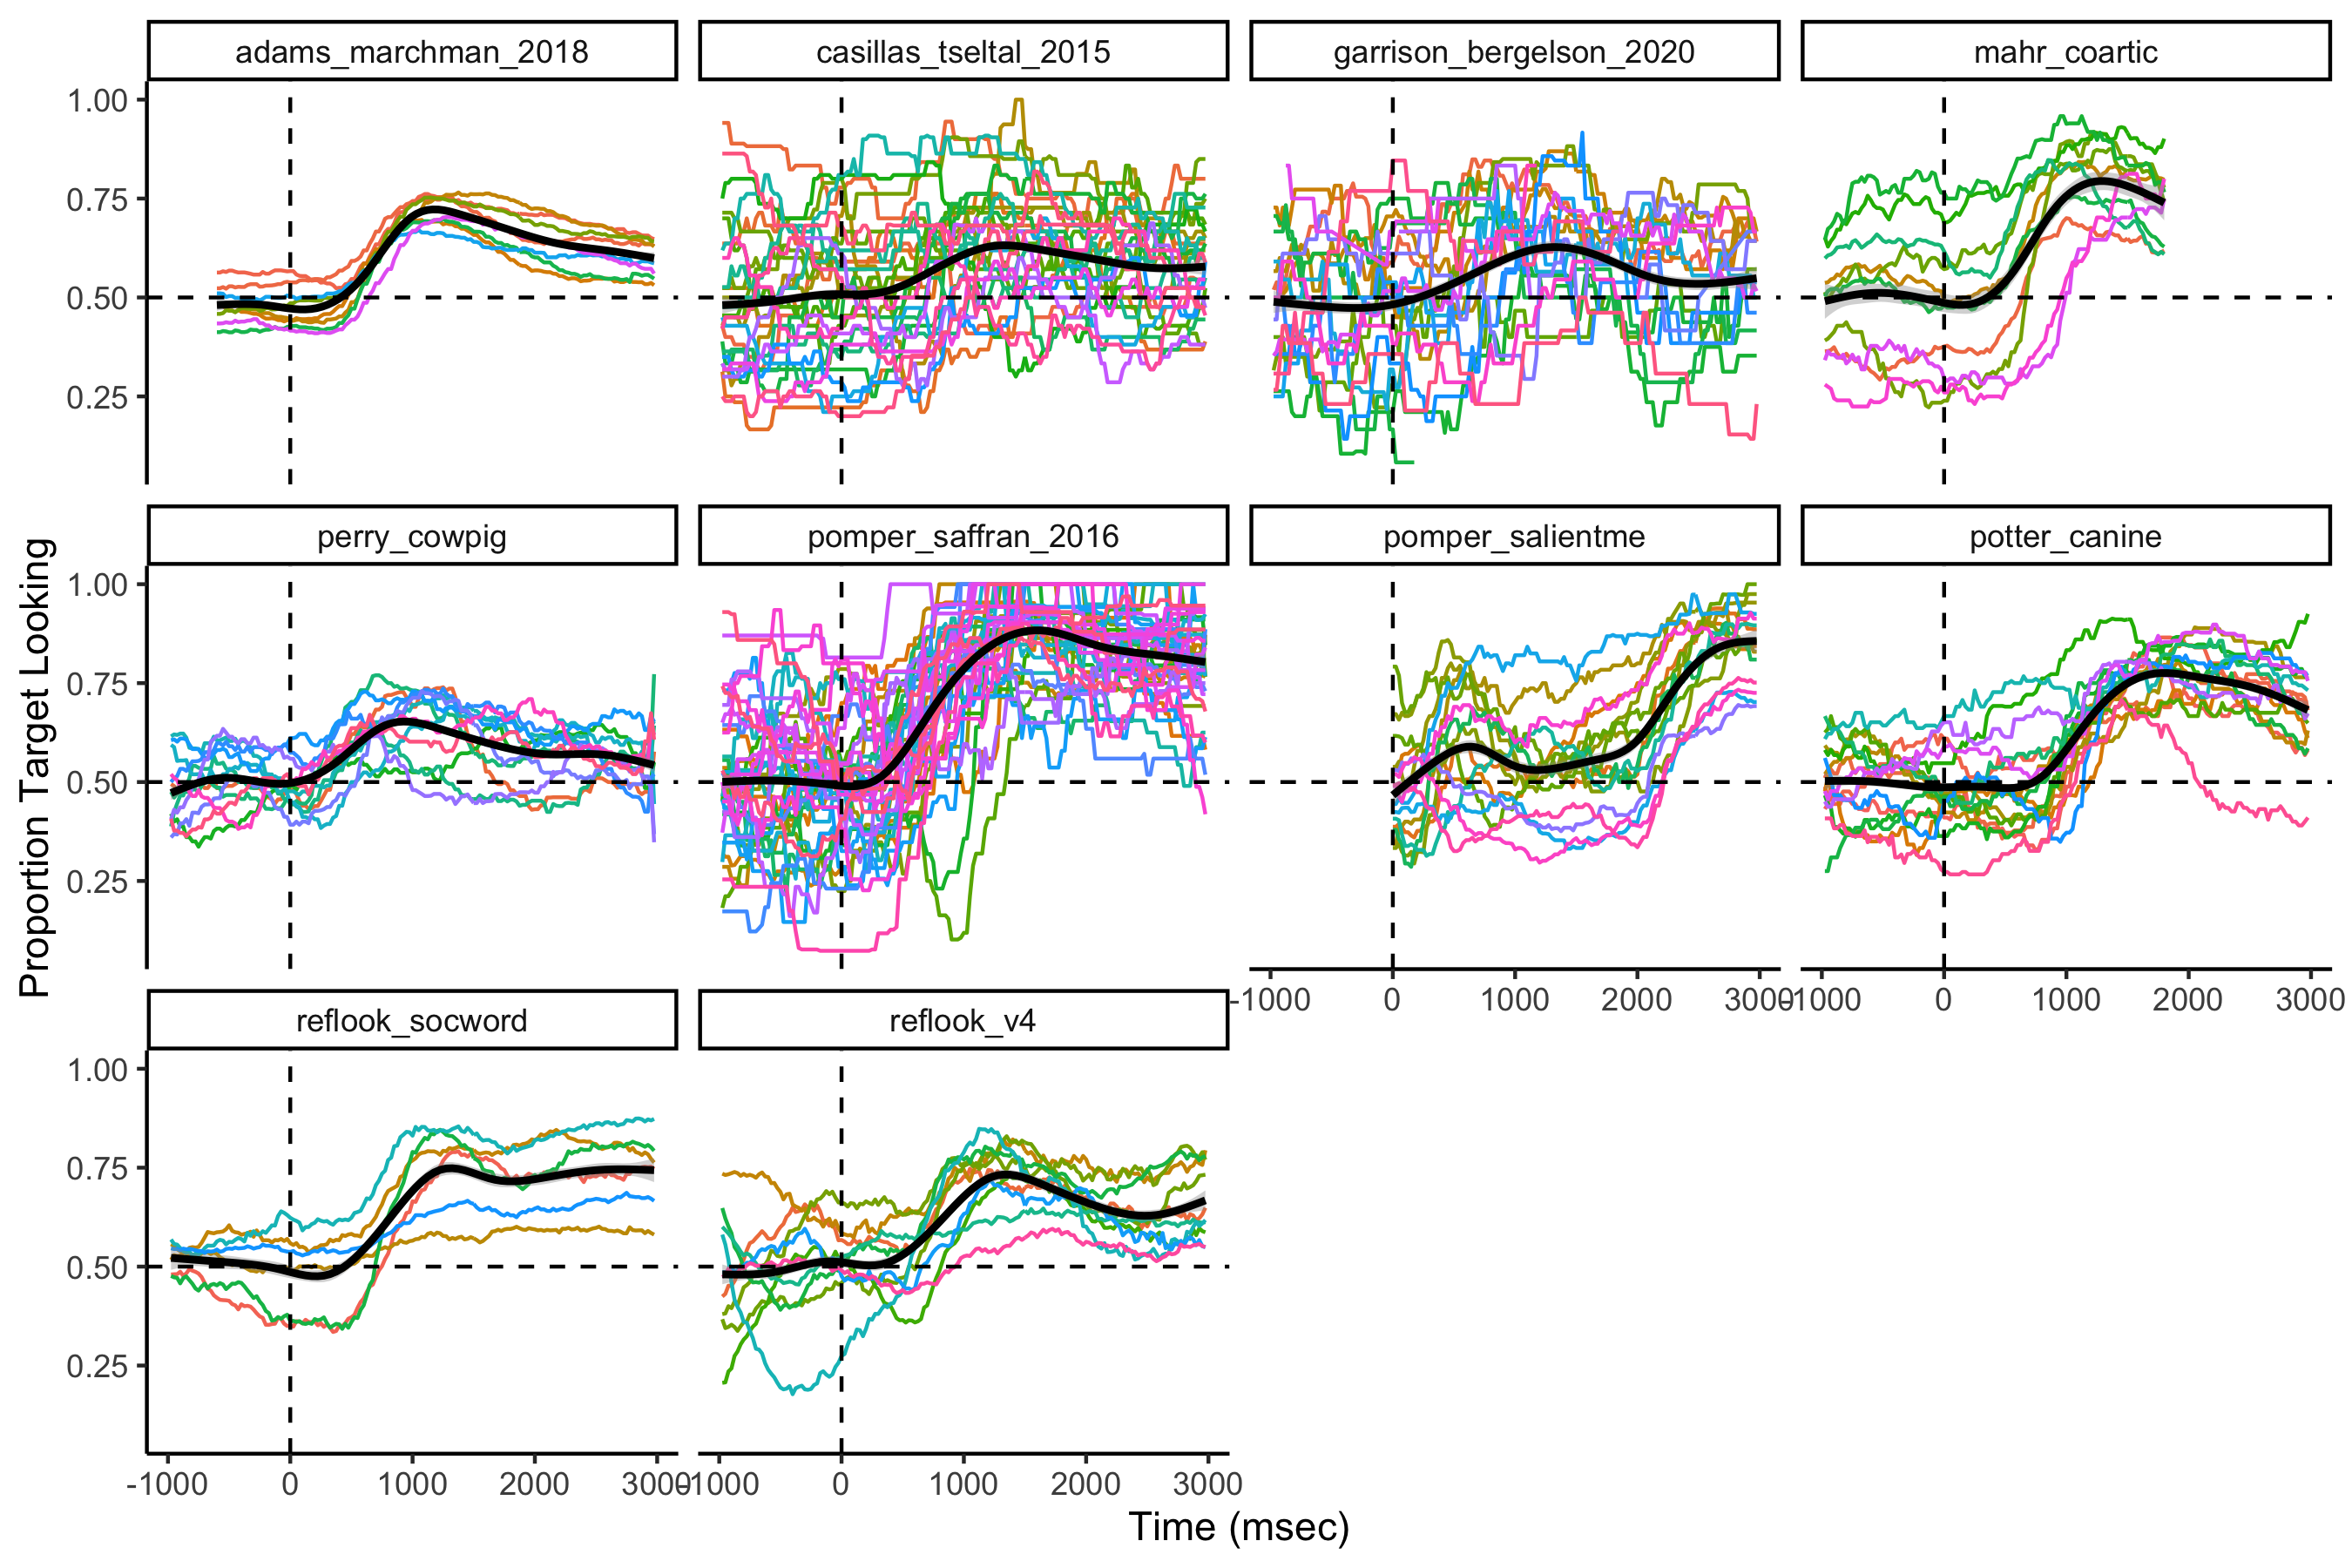 adams_marchman_2018 casillas_tseltal_2015 garrison_bergelson_2020 mahr_coartic
1.00
0.75
0.50
0.25
perry_cowpig pomper_saffran_2016 pomper_salientme potter_canine
1.00
0.75
0.50
0.25
-1000 0 1000 2000 3000 -1000 0 1000 2000 3000
reflook_socword reflook_v4
1.00
0.75
0.50
0.25
-1000 0 1000 2000 3000 -1000 0 1000 2000 3000
Time (msec)
Proportion Target Looking